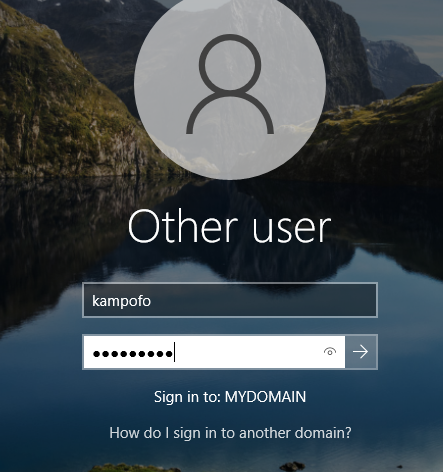 Other user
kampofo
Sign in to: MYDOMAIN
How do I sign in to another domain?